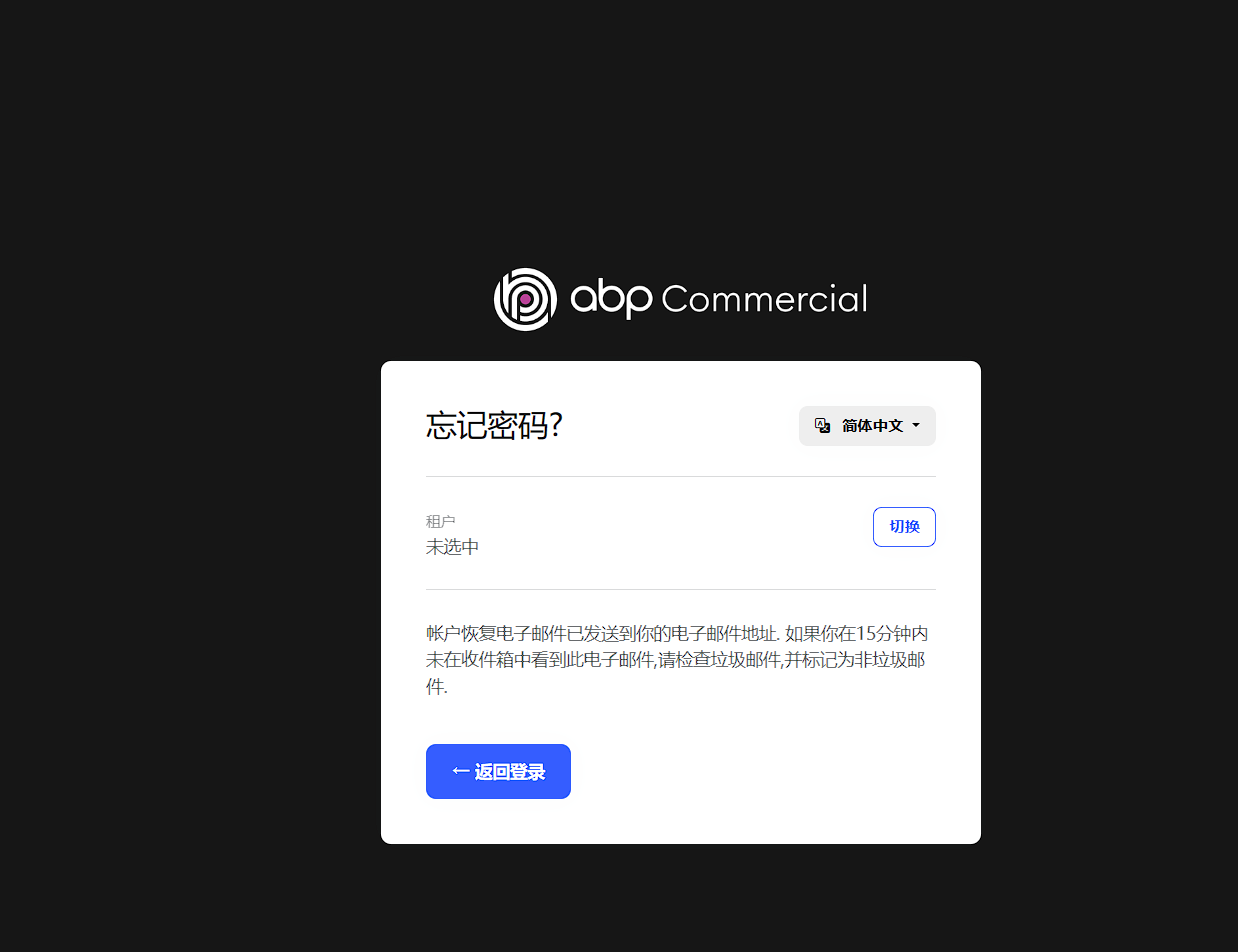 abp Commercial
忘记密码?
简体中文
租户
未选中
切换
帐户恢复电子邮件已发送到你的电子邮件地址. 如果你在15分钟内
未在收件箱中看到此电子邮件,请检查垃圾邮件,并标记为非垃圾邮
件.
← 返回登录